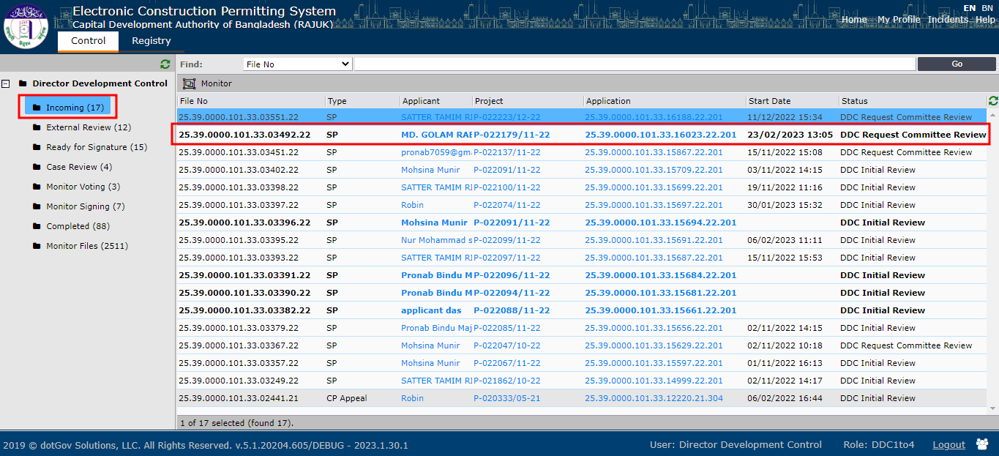 Electronic Construction Permitting System
EN BN
Capital Development Authority of Bangladesh (RAJUK)
Home My Profile Incidents Help
Control Registry
Find: File No Go
Director Development Control
Monitor
Incoming (17)
External Review (12)
Ready for Signature (15)
Case Review (4)
Monitor Voting (3)
Monitor Signing (7)
Completed (88)
Monitor Files (2511)
File No Type Applicant Project Application Start Date Status
25.39.0000.101.33.03551.22 SP SATTER TAMIM RI P-022223/12-22 25.39.0000.101.33.16188.22.201 11/12/2022 15:34 DDC Request Committee Review
25.39.0000.101.33.03492.22 SP MD. GOLAM RAB P-022179/11-22 25.39.0000.101.33.16023.22.201 23/02/2023 13:05 DDC Request Committee Review
25.39.0000.101.33.03451.22 SP pronab7059@gm P-022137/11-22 25.39.0000.101.33.15867.22.201 15/11/2022 15:08 DDC Request Committee Review
25.39.0000.101.33.03402.22 SP Mohsina Munir P-022091/11-22 25.39.0000.101.33.15709.22.201 03/11/2022 14:15 DDC Initial Review
25.39.0000.101.33.03398.22 SP SATTER TAMIM RI P-022100/11-22 25.39.0000.101.33.15699.22.201 19/11/2022 11:16 DDC Initial Review
25.39.0000.101.33.03397.22 SP Robin P-022074/11-22 25.39.0000.101.33.15697.22.201 30/01/2023 15:32 DDC Initial Review
25.39.0000.101.33.03396.22 SP Mohsina Munir P-022091/11-22 25.39.0000.101.33.15694.22.201 DDC Initial Review
25.39.0000.101.33.03395.22 SP Nur Mohammad s P-022099/11-22 25.39.0000.101.33.15691.22.201 06/02/2023 11:11 DDC Initial Review
25.39.0000.101.33.03393.22 SP SATTER TAMIM RI P-022097/11-22 25.39.0000.101.33.15687.22.201 15/11/2022 15:53 DDC Initial Review
25.39.0000.101.33.03391.22 SP Pronab Bindu M P-022096/11-22 25.39.0000.101.33.15684.22.201 DDC Initial Review
25.39.0000.101.33.03390.22 SP Pronab Bindu M P-022094/11-22 25.39.0000.101.33.15681.22.201 DDC Initial Review
25.39.0000.101.33.03382.22 SP applicant das P-022088/11-22 25.39.0000.101.33.15661.22.201 DDC Initial Review
25.39.0000.101.33.03379.22 SP Pronab Bindu Maj P-022085/11-22 25.39.0000.101.33.15656.22.201 02/11/2022 14:15 DDC Initial Review
25.39.0000.101.33.03367.22 SP Mohsina Munir P-022047/10-22 25.39.0000.101.33.15629.22.201 02/11/2022 10:18 DDC Request Committee Review
25.39.0000.101.33.03357.22 SP Mohsina Munir P-022067/11-22 25.39.0000.101.33.15597.22.201 01/11/2022 16:13 DDC Initial Review
25.39.0000.101.33.03249.22 SP SATTER TAMIM RI P-021862/10-22 25.39.0000.101.33.14999.22.201 02/11/2022 14:17 DDC Initial Review
25.39.0000.101.33.02441.21 CP Appeal Robin P-020333/05-21 25.39.0000.101.33.12220.21.304 06/02/2022 16:44 DDC Initial Review
1 of 17 selected (found 17).
2019 © dotGov Solutions, LLC. All Rights Reserved. v.5.1.20204.605/DEBUG - 2023.1.30.1 User: Director Development Control Role: DDC1to4 Logout